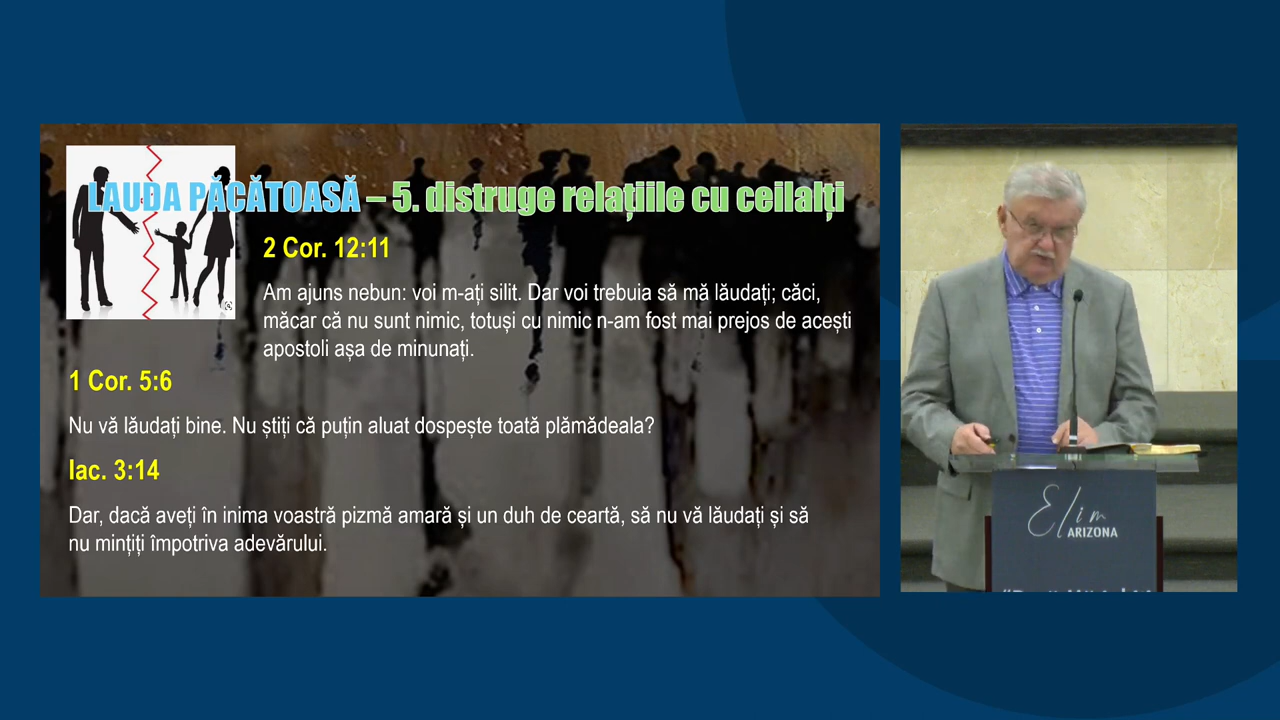 LAUDA PĂCĂTOASĂ – 5. distruge relațiile cu ceilalți
2 Cor. 12:11
Am ajuns nebun: voi m-ați silit. Dar voi trebuia să mă lăudați; căci,
măcar că nu sunt nimic, totuși cu nimic n-am fost mai prejos de acești
apostoli așa de minunați.
1 Cor. 5:6
Nu vă lăudați bine. Nu știți că puțin aluat dospește toată plămădeala?
Iac. 3:14
Dar, dacă aveți în inima voastră pizmă amară și un duh de ceartă, să nu vă lăudați și să
nu mințiți împotriva adevărului.
Elim
ARIZONA